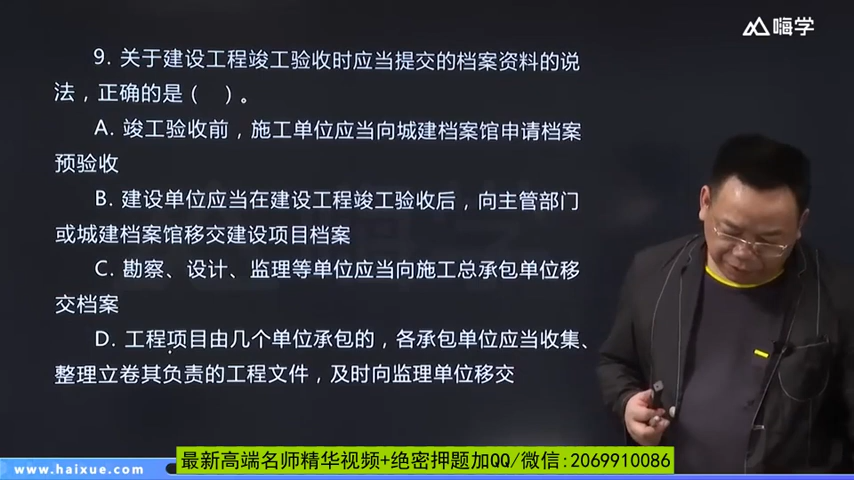 嗨学
9. 关于建设工程竣工验收时应当提交的档案资料的说
法，正确的是（　）。
A. 竣工验收前，施工单位应当向城建档案馆申请档案
预验收
B. 建设单位应当在建设工程竣工验收后，向主管部门
或城建档案馆移交建设项目档案
C. 勘察、设计、监理等单位应当向施工总承包单位移
交档案
D. 工程项目由几个单位承包的，各承包单位应当收集、
整理立卷其负责的工程文件，及时向监理单位移交
最新高端名师精华视频+绝密押题加QQ/微信:2069910086
www.haixue.com